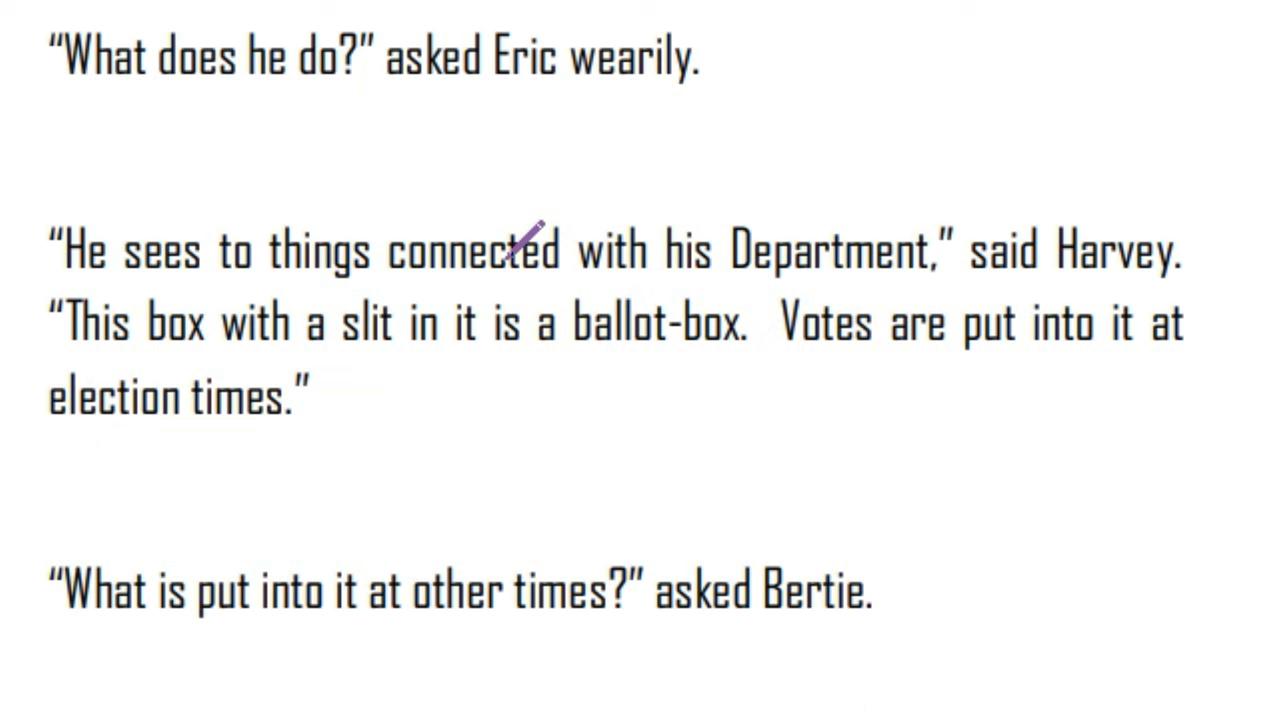 “What does he do?” asked Eric wearily.
“He sees to things connected with his Department,” said Harvey.
“This box with a slit in it is a ballot-box.  Votes are put into it at
election times.”
“What is put into it at other times?” asked Bertie.